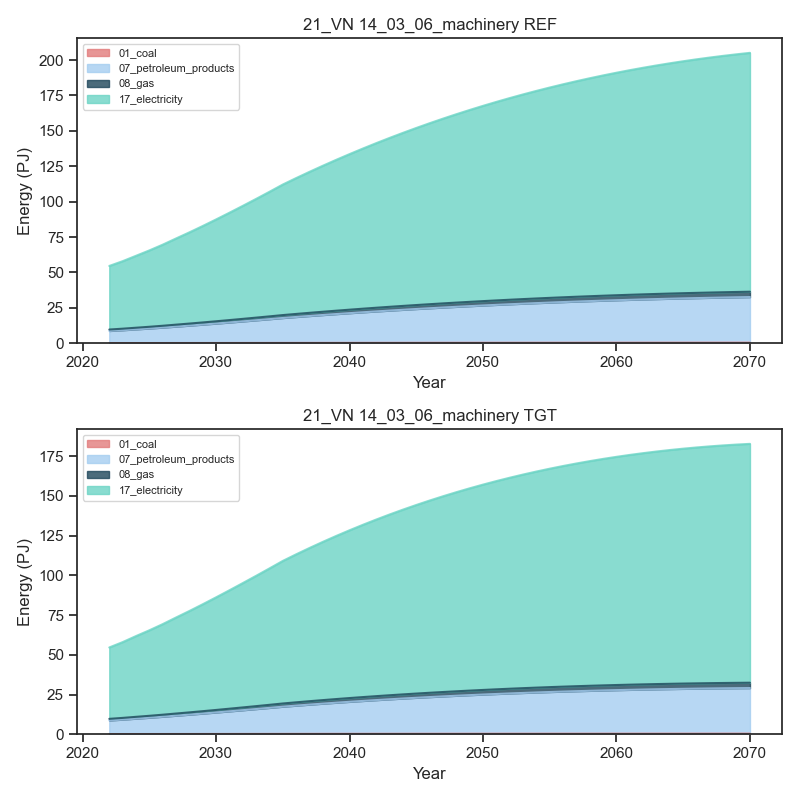 21_VN 14_03_06_machinery REF
01_coal
07_petroleum_products
08_gas
17_electricity
200
175
150
125
100
75
50
25
0
Energy (PJ)
2020 2030 2040 2050 2060 2070
Year
21_VN 14_03_06_machinery TGT
01_coal
07_petroleum_products
08_gas
17_electricity
175
150
125
100
75
50
25
0
Energy (PJ)
2020 2030 2040 2050 2060 2070
Year